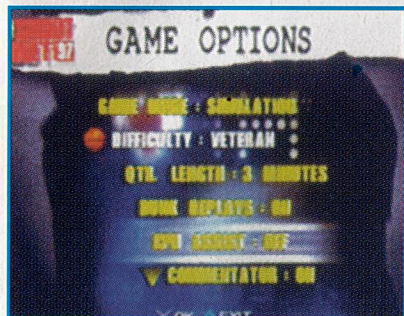 GAME OPTIONS
GAME MODE : SIMULATION
DIFFICULTY : VETERAN
QTR. LENGTH : 3 MINUTES
DUNK REPLAYS : ON
CPU ASSIST : OFF
COMMENTATOR : ON
OK EXIT